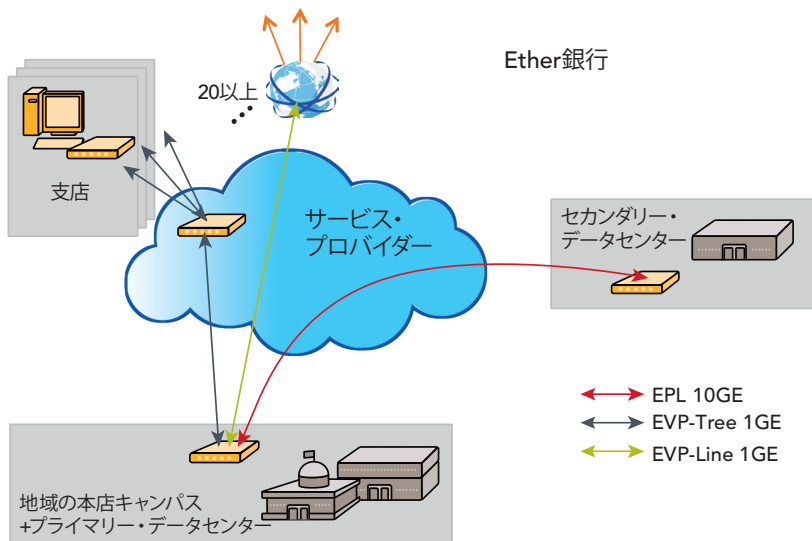 Ether銀行
20以上
支店
サービス・
プロバイダー
セカンダリー・
データセンター
EPL 10GE
EVP-Tree 1GE
EVP-Line 1GE
地域の本店キャンパス
+プライマリー・データセンター